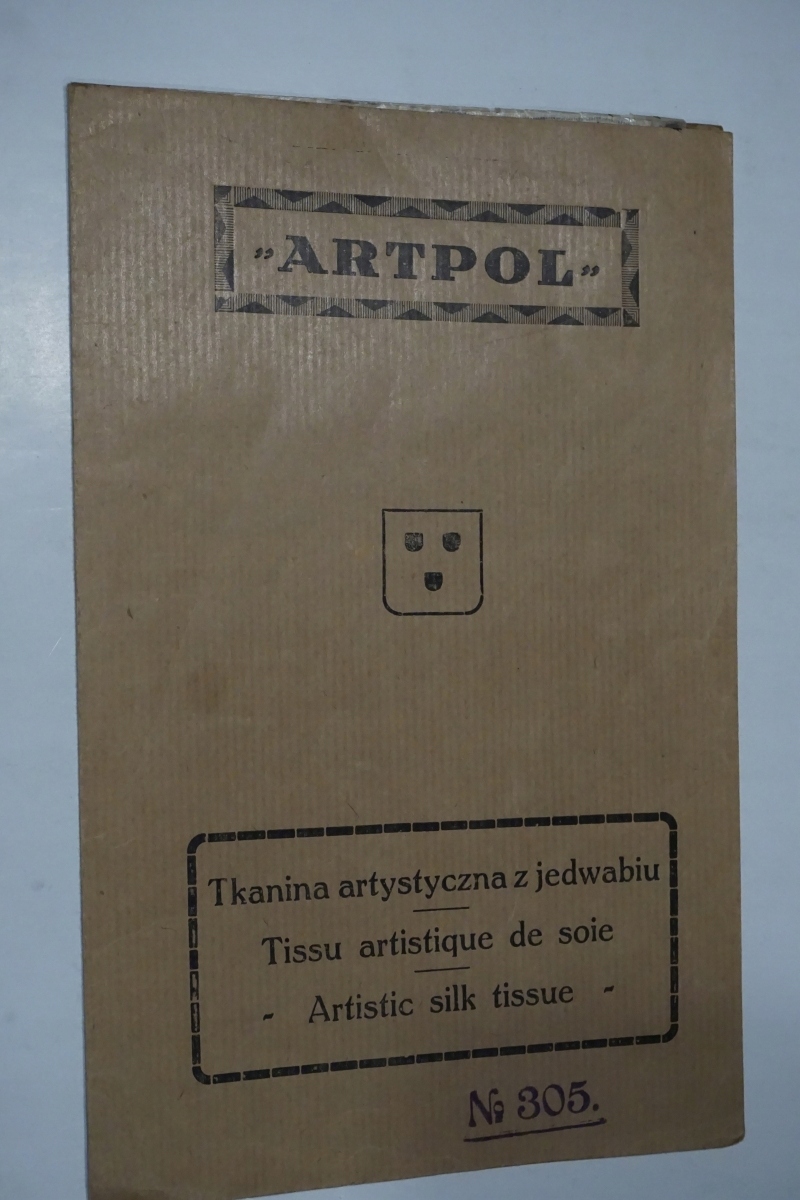 „ARTPOL”
Tkanina artystyczna z jedwabiu
Tissu artistique de soie
- Artistic silk tissue -
№ 305.